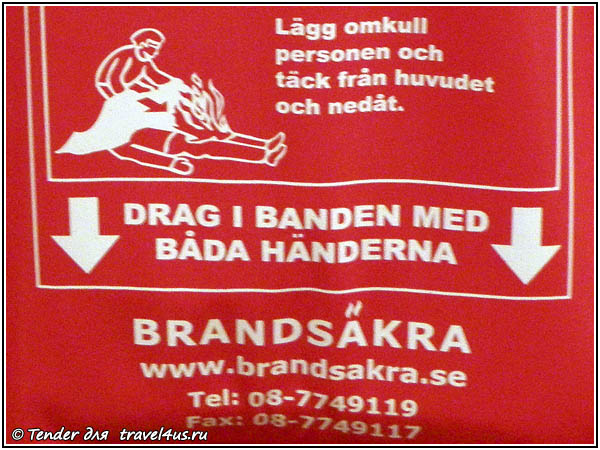 Lägg omkull
personen och
täck från huvudet
och nedåt.
DRAG I BANDEN MED
BÅDA HÄNDERNA
BRANDSÄKRA
www.brandsakra.se
Tel: 08-7749119
Fax: 08-7749117
© Tender для travel4us.ru